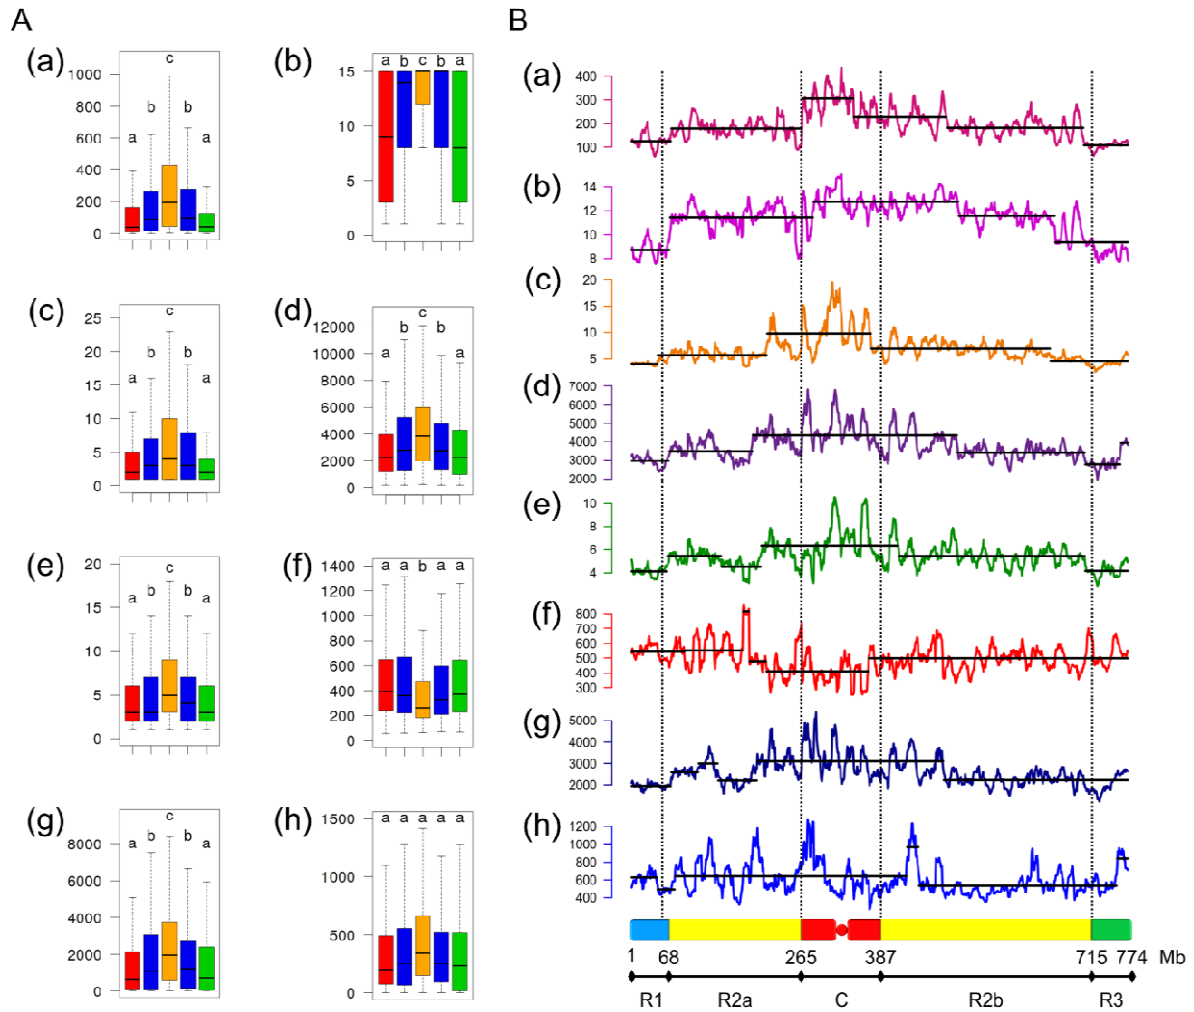 A
B
(a)
1000
800
600
400
200
0
a
b
c
b
a
(b)
15
10
5
0
a
b
c
b
a
(c)
25
20
15
10
5
0
a
b
c
b
a
(d)
12000
10000
8000
6000
4000
2000
0
a
b
c
b
a
(e)
20
15
10
5
0
a
b
c
b
a
(f)
1400
1200
1000
800
600
400
200
0
a
a
b
a
a
(g)
8000
6000
4000
2000
0
a
b
c
b
a
(h)
1500
1000
500
0
a
a
a
a
a
(a)
400
300
200
100
(b)
14
12
10
8
(c)
20
15
10
5
(d)
7000
6000
5000
4000
3000
2000
(e)
10
8
6
4
(f)
800
700
600
500
400
300
(g)
5000
4000
3000
2000
1000
(h)
1200
1000
800
600
400
1 68 265 387 715 774 Mb
R1 R2a C R2b R3